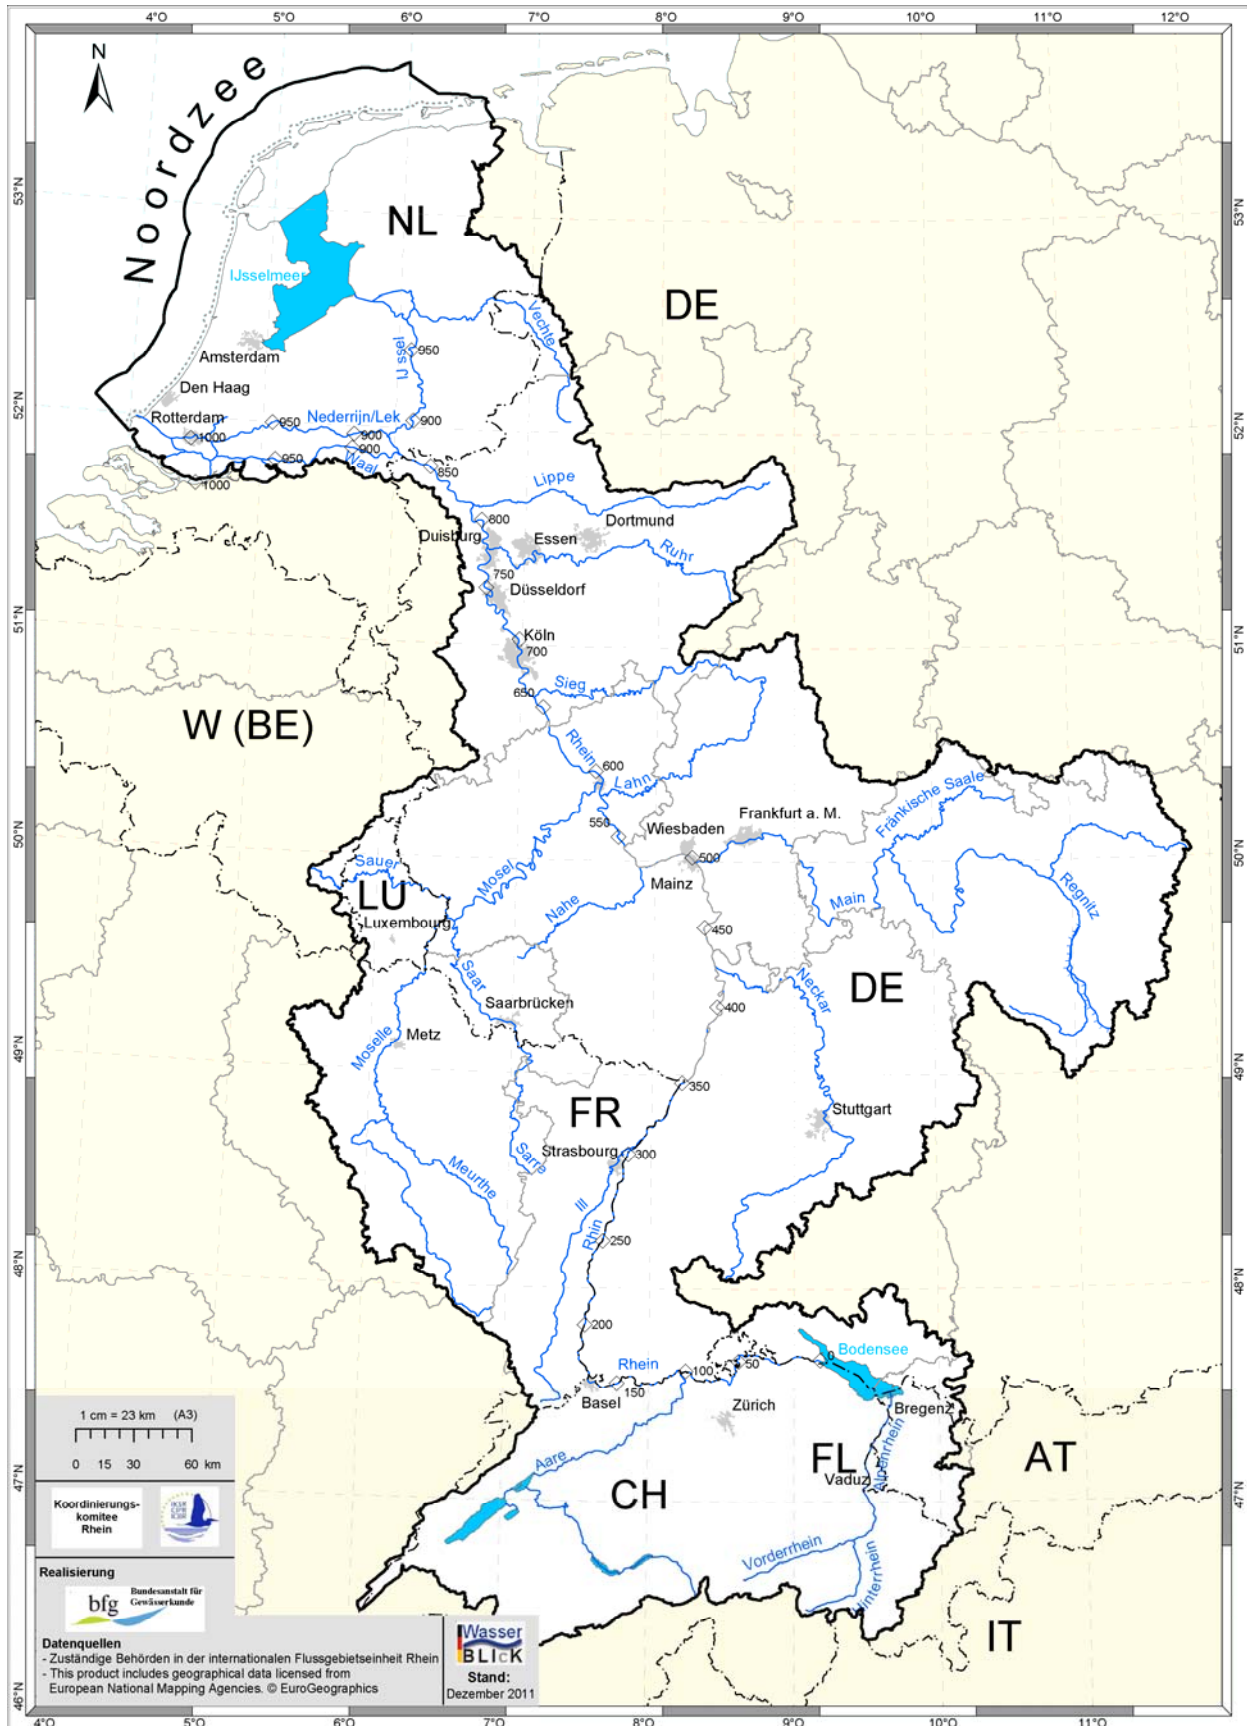 4°O 5°O 6°O 7°O 8°O 9°O 10°O 11°O 12°O
N
Noordzee
53°N
53°N
NL
IJsselmeer
DE
Vechte
IJssel
950
Amsterdam
Den Haag
52°N
52°N
Rotterdam
Nederrijn/Lek
950
900
900
1000
900
Waal
950
850
1000
Lippe
800
Dortmund
Duisburg
Essen
Ruhr
750
Düsseldorf
51°N
51°N
Köln
700
Sieg
650
W (BE)
Rhein
600
Lahn
Fränkische Saale
550
Wiesbaden
Frankfurt a. M.
50°N
50°N
500
Sauer
Mosel
Mainz
LU
Nahe
Main
Regnitz
Luxembourg
450
Saar
Neckar
DE
Saarbrücken
400
Metz
Moselle
49°N
49°N
350
FR
Stuttgart
Strasbourg
300
Sarre
Meurthe
Ill
Rhin
250
48°N
48°N
200
Bodensee
0
Rhein
100
50
150
Basel
Zürich
Bregenz
1 cm = 23 km (A3)
0 15 30 60 km
Aare
FL
Alpenrhein
AT
Vaduz
CH
47°N
47°N
Koordinierungs-
komitee
Rhein
Vorderrhein
Hinterrhein
Realisierung
bfg
Bundesanstalt für
Gewässerkunde
IT
Datenquellen
- Zuständige Behörden in der internationalen Flussgebietseinheit Rhein
- This product includes geographical data licensed from
European National Mapping Agencies. © EuroGeographics
Wasser
BLIcK
Stand:
Dezember 2011
46°N
4°O 5°O 6°O 7°O 8°O 9°O 10°O 11°O